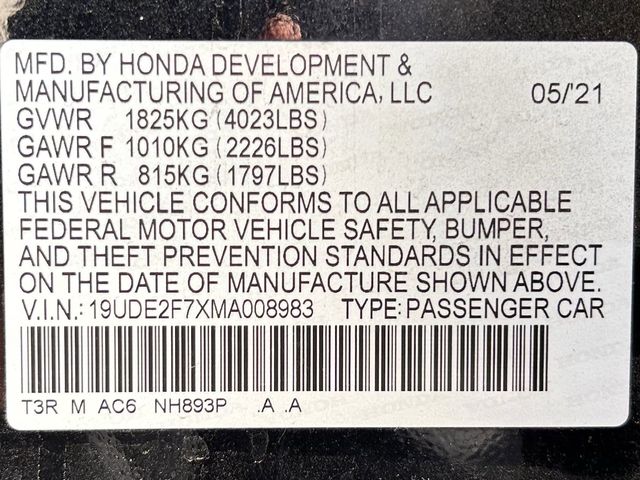 MFD. BY HONDA DEVELOPMENT &
MANUFACTURING OF AMERICA, LLC 05/'21
GVWR 1825KG (4023LBS)
GAWR F 1010KG (2226LBS)
GAWR R 815KG (1797LBS)
THIS VEHICLE CONFORMS TO ALL APPLICABLE
FEDERAL MOTOR VEHICLE SAFETY, BUMPER,
AND THEFT PREVENTION STANDARDS IN EFFECT
ON THE DATE OF MANUFACTURE SHOWN ABOVE.
V.I.N.: 19UDE2F7XMA008983 TYPE: PASSENGER CAR
T3R M AC6 NH893P .A .A